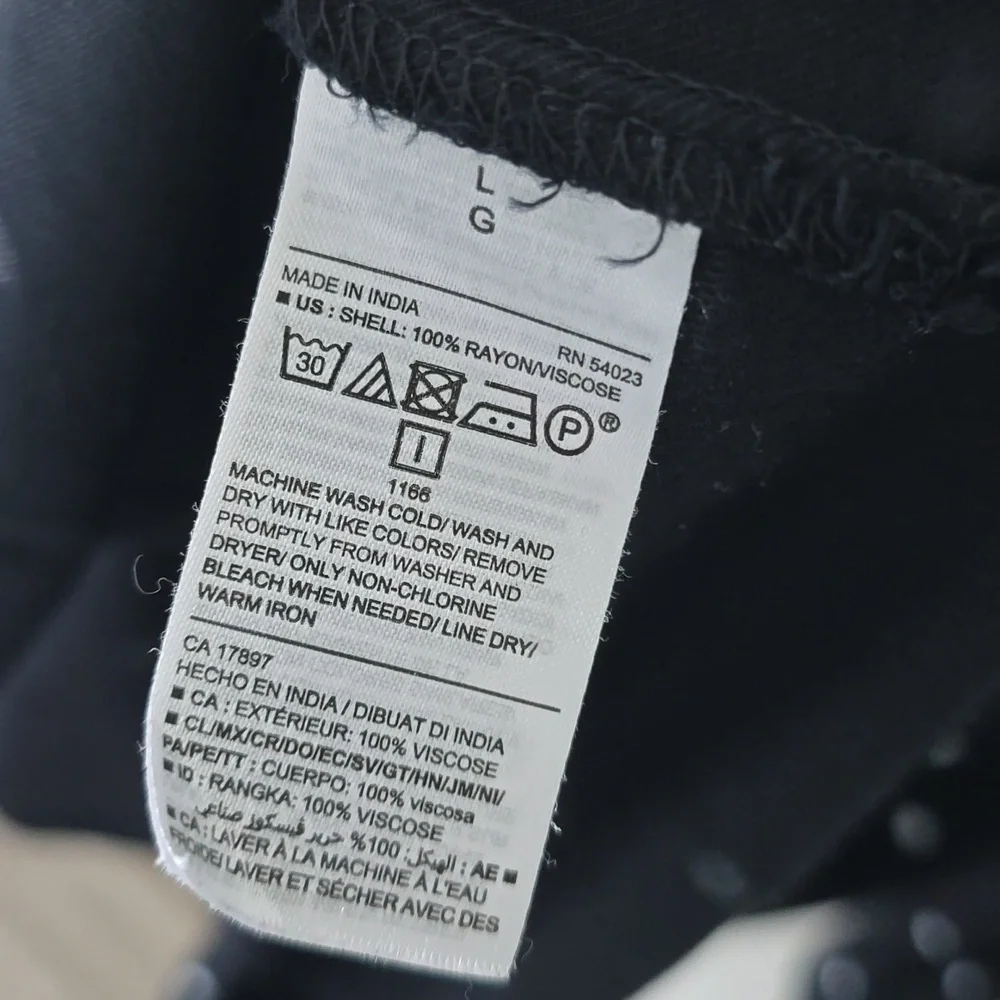 L
G
MADE IN INDIA
RN 54023
■ US : SHELL: 100% RAYON/VISCOSE
30
P ®
1166
MACHINE WASH COLD/ WASH AND
DRY WITH LIKE COLORS/ REMOVE
PROMPTLY FROM WASHER AND
DRYER/ ONLY NON-CHLORINE
BLEACH WHEN NEEDED/ LINE DRY/
WARM IRON
CA 17897
HECHO EN INDIA / DIBUAT DI INDIA
■ CA : EXTÉRIEUR: 100% VISCOSE
■ CL/MX/CR/DO/EC/SV/GT/HN/JM/NI/
PA/PE/TT : CUERPO: 100% viscosa
■ ID : RANGKA: 100% VISCOSE
■ AE : الهيكل: 100% حرير فيسكوز صناعي
■ CA : LAVER À LA MACHINE À L'EAU
FROIDE/ LAVER ET SÉCHER AVEC DES